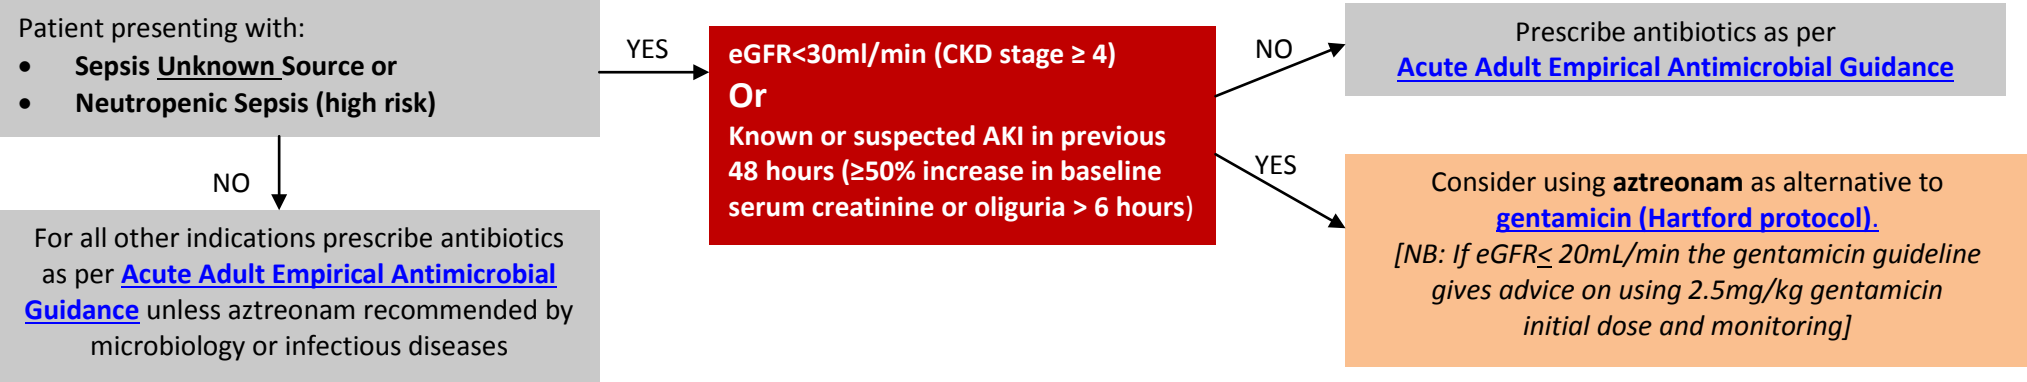 Patient presenting with:
• Sepsis Unknown Source or
• Neutropenic Sepsis (high risk)
YES
eGFR<30ml/min (CKD stage ≥ 4)
Or
Known or suspected AKI in previous
48 hours (≥50% increase in baseline
serum creatinine or oliguria > 6 hours)
NO
Prescribe antibiotics as per
Acute Adult Empirical Antimicrobial Guidance
YES
Consider using aztreonam as alternative to
gentamicin (Hartford protocol).
[NB: If eGFR< 20mL/min the gentamicin guideline
gives advice on using 2.5mg/kg gentamicin
initial dose and monitoring]
NO
For all other indications prescribe antibiotics
as per Acute Adult Empirical Antimicrobial
Guidance unless aztreonam recommended by
microbiology or infectious diseases